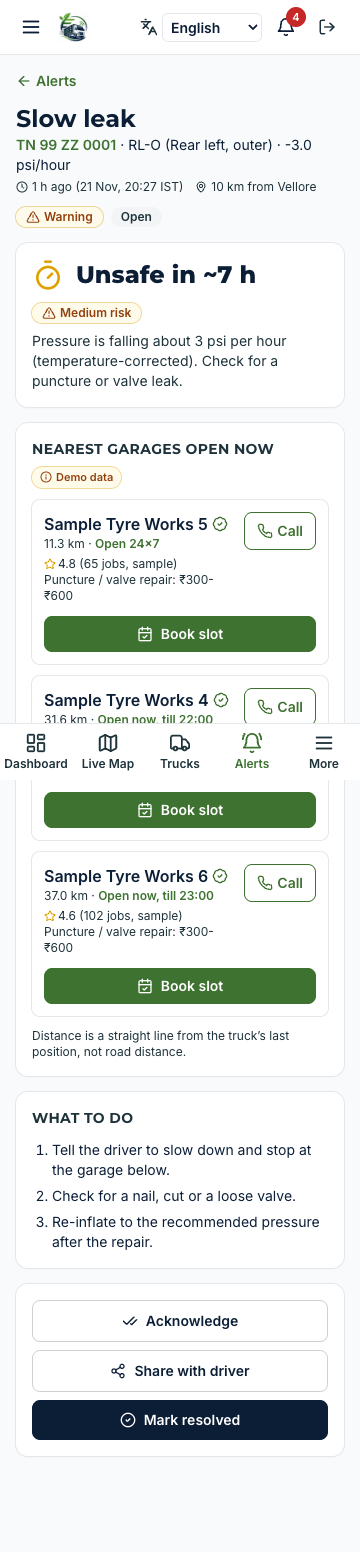 English
4
Alerts
Slow leak
TN 99 ZZ 0001 · RL-O (Rear left, outer) · -3.0
psi/hour
1 h ago (21 Nov, 20:27 IST) 10 km from Vellore
Warning Open
Unsafe in ~7 h
Medium risk
Pressure is falling about 3 psi per hour
(temperature-corrected). Check for a
puncture or valve leak.
NEAREST GARAGES OPEN NOW
Demo data
Sample Tyre Works 5
Call
11.3 km · Open 24×7
4.8 (65 jobs, sample)
Puncture / valve repair: ₹300-
₹600
Book slot
Sample Tyre Works 4
Call
31.6 km · Open now, till 22:00
Dashboard Live Map Trucks Alerts More
Book slot
Sample Tyre Works 6
Call
37.0 km · Open now, till 23:00
4.6 (102 jobs, sample)
Puncture / valve repair: ₹300-
₹600
Book slot
Distance is a straight line from the truck’s last
position, not road distance.
WHAT TO DO
1. Tell the driver to slow down and stop at
the garage below.
2. Check for a nail, cut or a loose valve.
3. Re-inflate to the recommended pressure
after the repair.
Acknowledge
Share with driver
Mark resolved